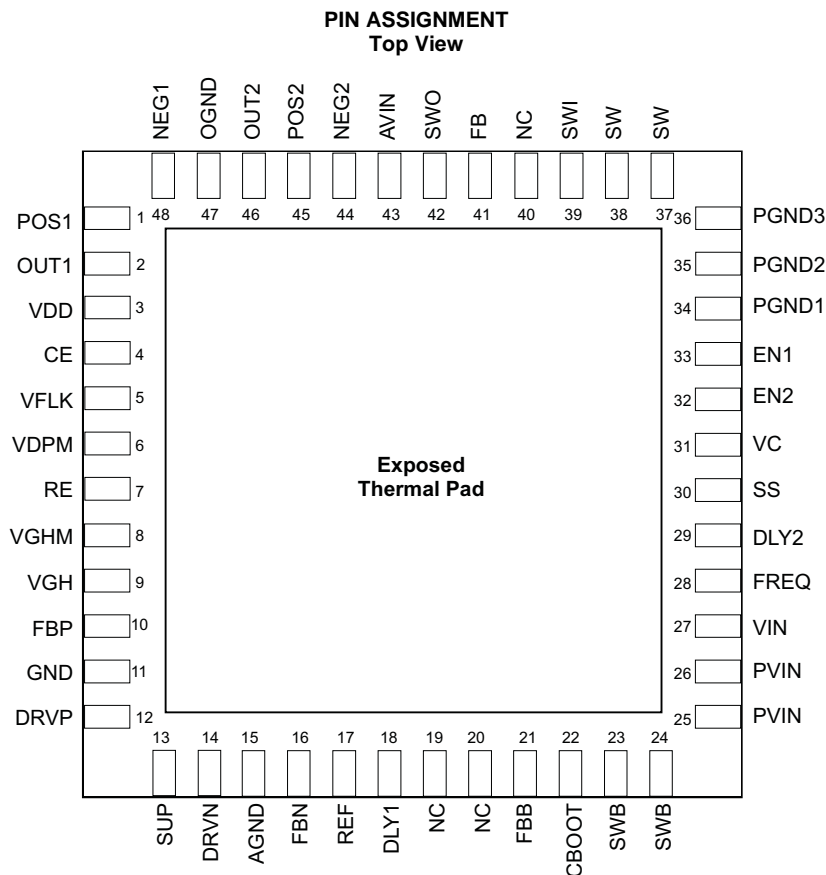 PIN ASSIGNMENT
Top View
NEG1 OGND OUT2 POS2 NEG2 AVIN SWO FB NC SWI SW SW
48 47 46 45 44 43 42 41 40 39 38 37
POS1 1 36 PGND3
OUT1 2 35 PGND2
VDD 3 34 PGND1
CE 4 33 EN1
VFLK 5 32 EN2
VDPM 6 31 VC
RE 7 30 SS
VGHM 8 29 DLY2
VGH 9 28 FREQ
FBP 10 27 VIN
GND 11 26 PVIN
DRVP 12 25 PVIN
Exposed
Thermal Pad
13 14 15 16 17 18 19 20 21 22 23 24
SUP DRVN AGND FBN REF DLY1 NC NC FBB CBOOT SWB SWB